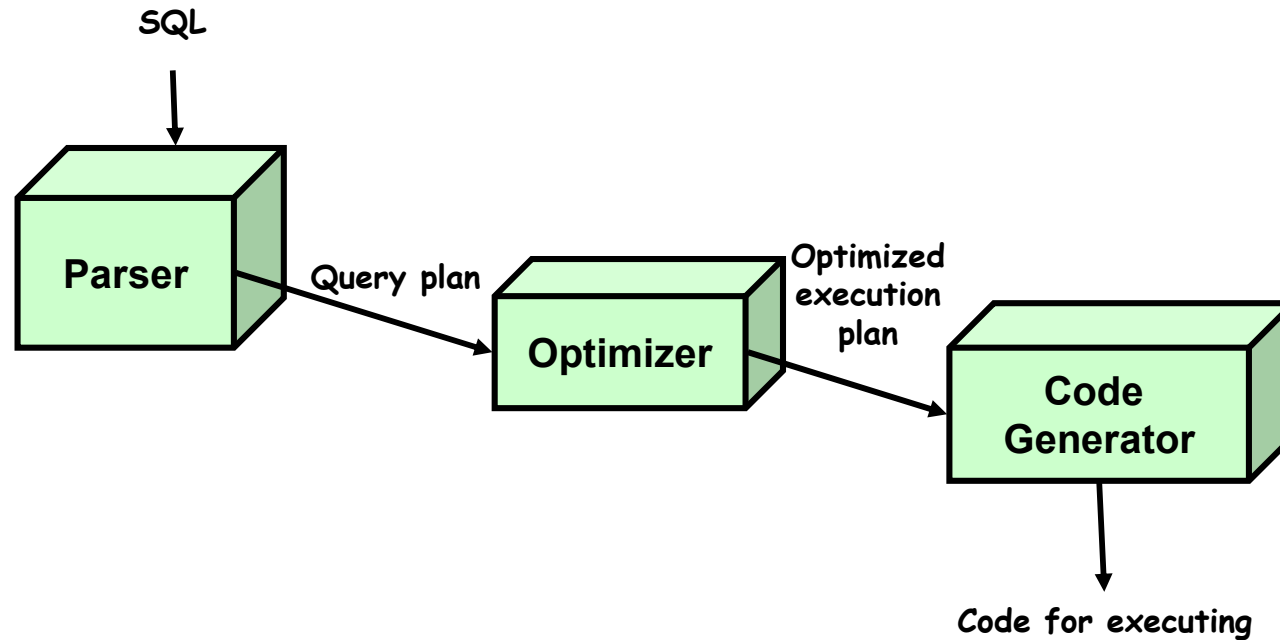 SQL
Parser
Query plan
Optimizer
Optimized
execution
plan
Code
Generator
Code for executing